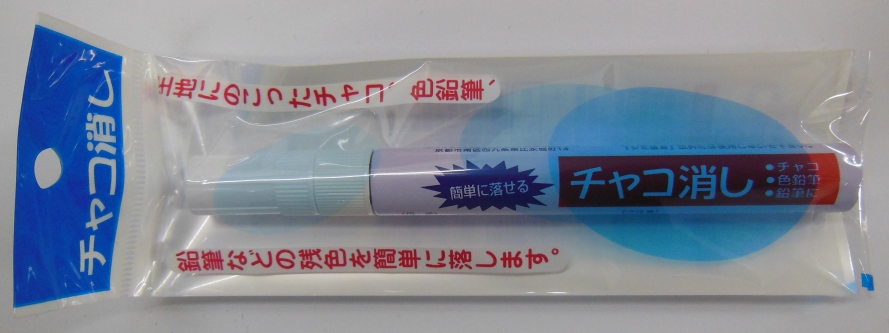 チャコ消し
生地にのこったチャコ、色鉛筆、
簡単に落せる
チャコ消し
●チャコ
●色鉛筆
●鉛筆の
鉛筆などの残色を簡単に落します。